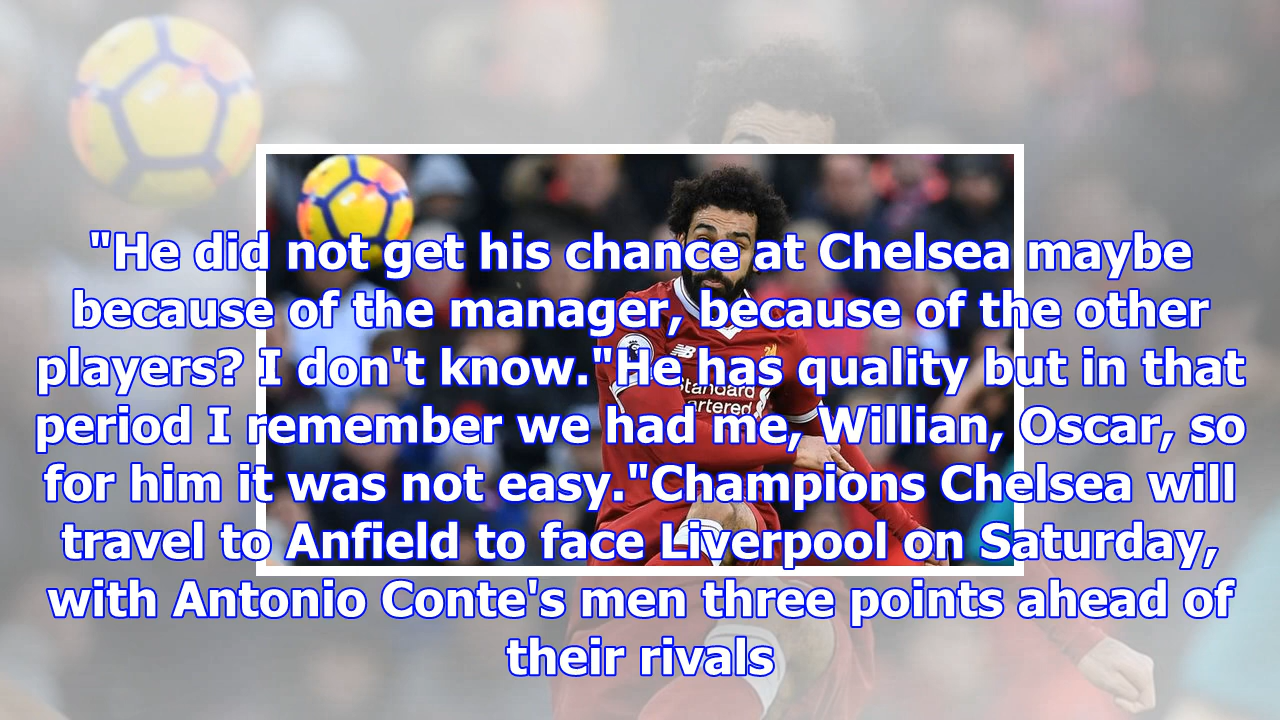 "He did not get his chance at Chelsea maybe
because of the manager, because of the other
players? I don't know."He has quality but in that
period I remember we had me, Willian, Oscar, so
for him it was not easy."Champions Chelsea will
travel to Anfield to face Liverpool on Saturday,
with Antonio Conte's men three points ahead of
their rivals
NB
Standard
artered